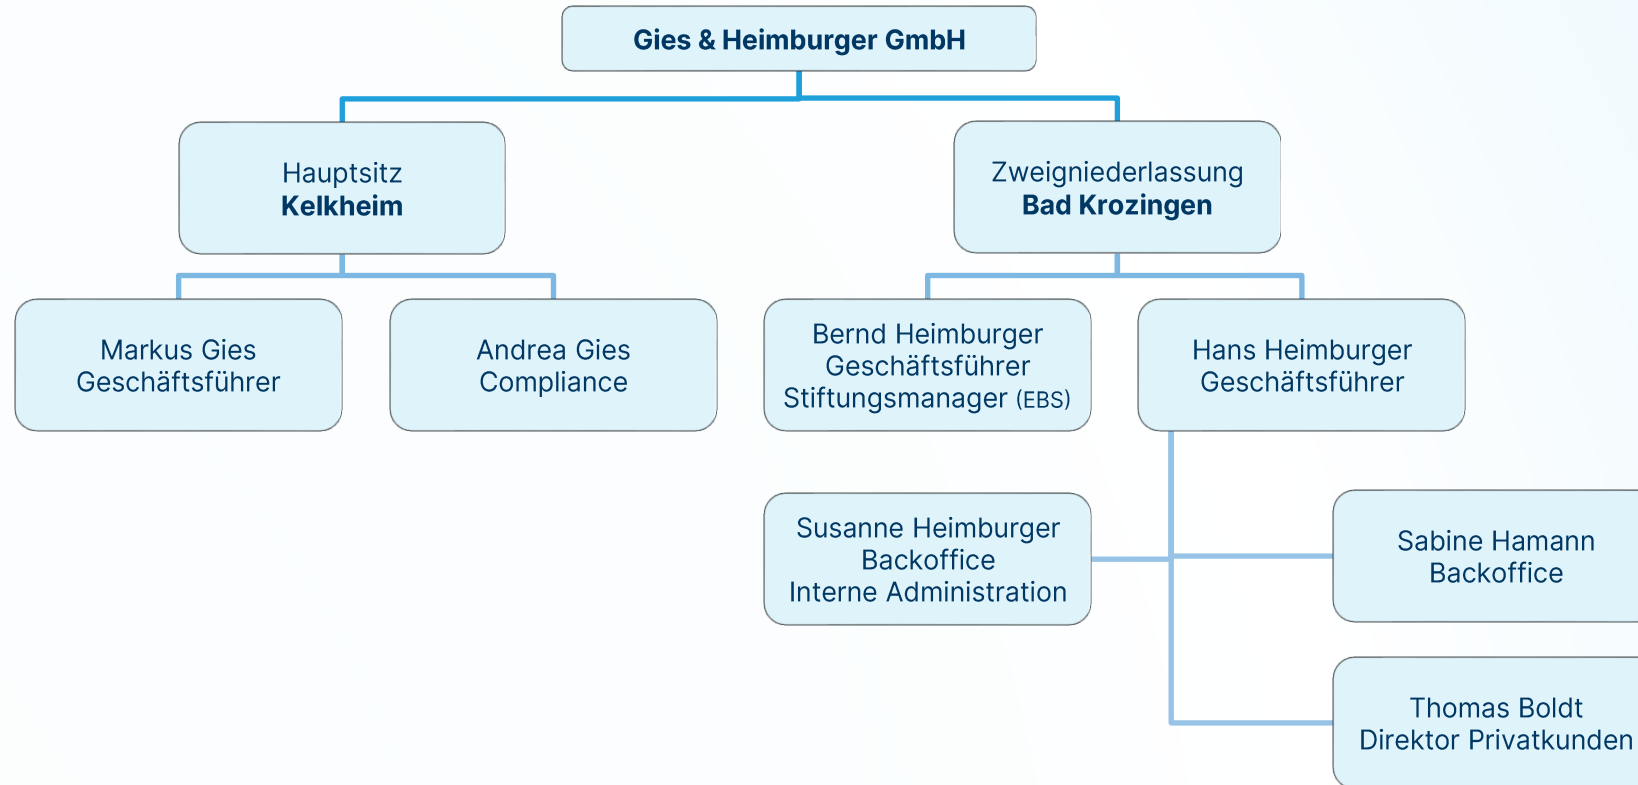 Gies & Heimburger GmbH
Hauptsitz
Kelkheim
Zweigniederlassung
Bad Krozingen
Markus Gies
Geschäftsführer
Andrea Gies
Compliance
Bernd Heimburger
Geschäftsführer
Stiftungsmanager (EBS)
Hans Heimburger
Geschäftsführer
Susanne Heimburger
Backoffice
Interne Administration
Sabine Hamann
Backoffice
Thomas Boldt
Direktor Privatkunden